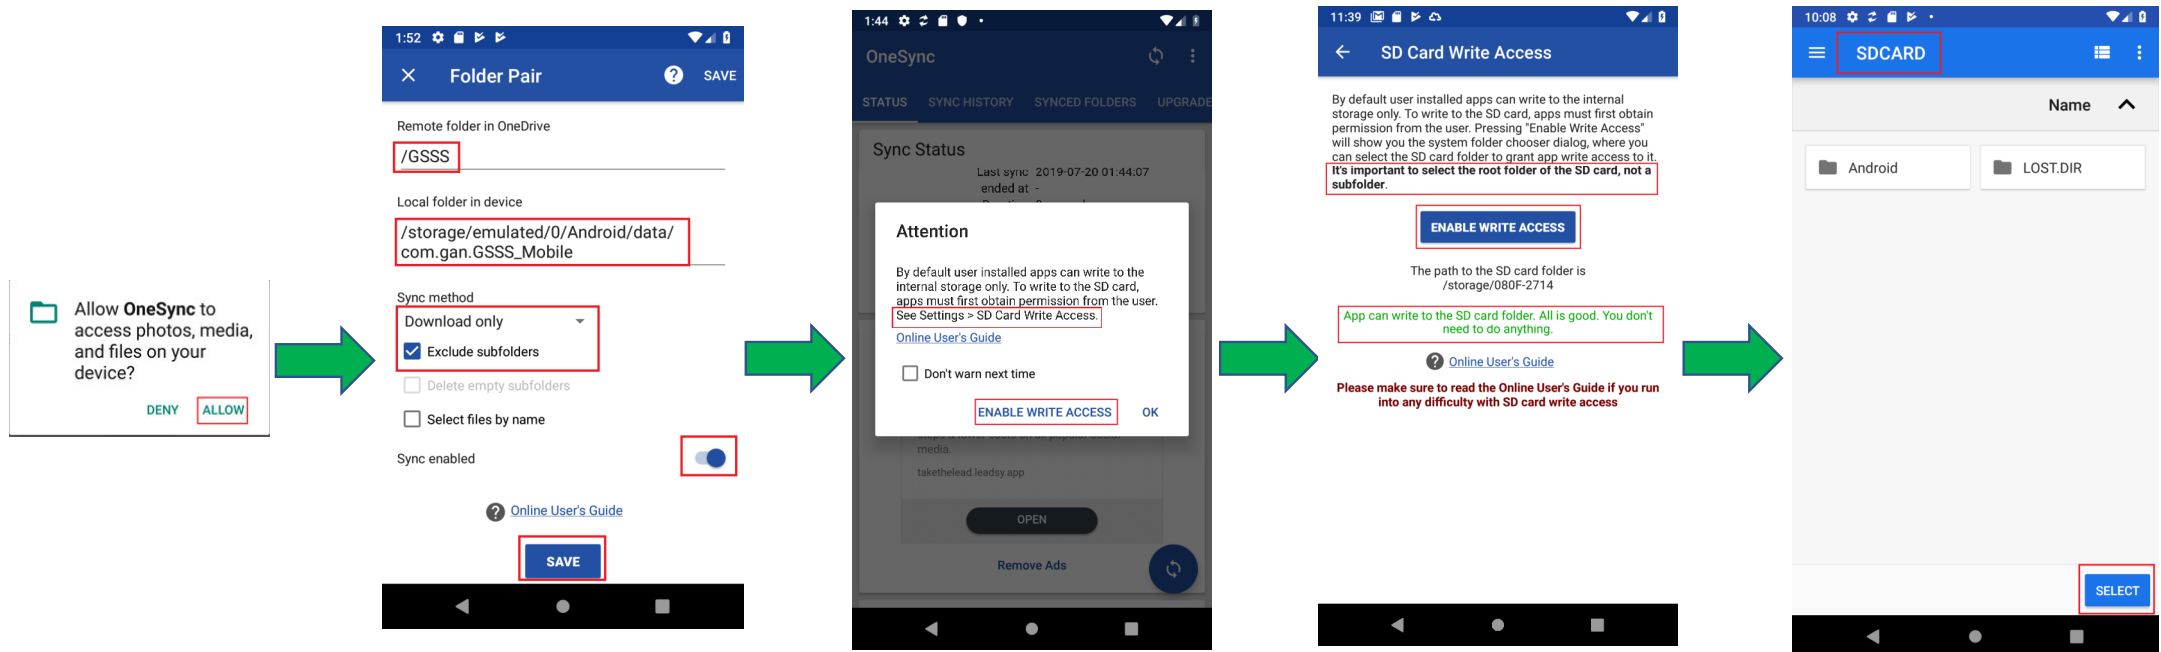 Allow OneSync to
access photos, media,
and files on your
device?
DENY ALLOW
1:52
Folder Pair
SAVE
Remote folder in OneDrive
/GSSS
Local folder in device
/storage/emulated/0/Android/data/
com.gan.GSSS_Mobile
Sync method
Download only
Exclude subfolders
Delete empty subfolders
Select files by name
Sync enabled
Online User's Guide
SAVE
1:44
OneSync
STATUS SYNC HISTORY SYNCED FOLDERS UPGRADE
Sync Status
Last sync 2019-07-20 01:44:07
ended at -
Attention
By default user installed apps can write to the
internal storage only. To write to the SD card,
apps must first obtain permission from the user.
See Settings > SD Card Write Access.
Online User's Guide
Don't warn next time
ENABLE WRITE ACCESS OK
media.
takethelead.leadsy.app
OPEN
Remove Ads
11:39
SD Card Write Access
By default user installed apps can write to the internal
storage only. To write to the SD card, apps must first obtain
permission from the user. Pressing "Enable Write Access"
will show you the system folder chooser dialog, where you
can select the SD card folder to grant app write access to it.
It's important to select the root folder of the SD card, not a
subfolder.
ENABLE WRITE ACCESS
The path to the SD card folder is
/storage/080F-2714
App can write to the SD card folder. All is good. You don't
need to do anything.
Online User's Guide
Please make sure to read the Online User's Guide if you run
into any difficulty with SD card write access
10:08
SDCARD
Name
Android
LOST.DIR
SELECT